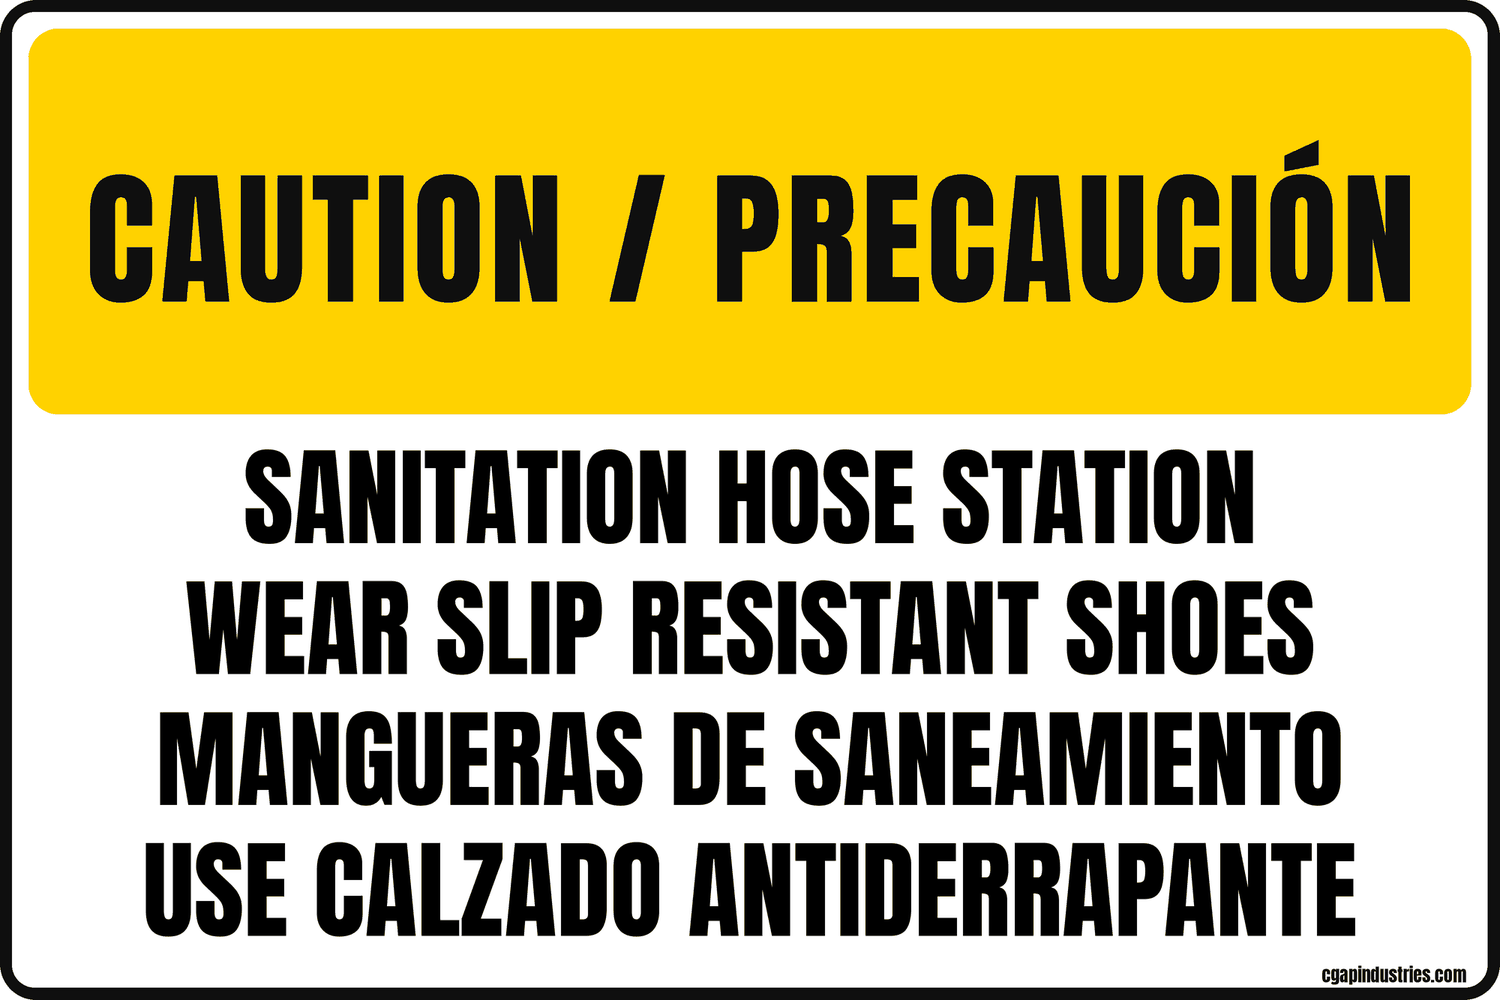 CAUTION / PRECAUCIÓN
SANITATION HOSE STATION
WEAR SLIP RESISTANT SHOES
MANGUERAS DE SANEAMIENTO
USE CALZADO ANTIDERRAPANTE
cgapindustries.com